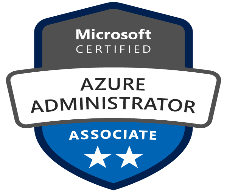 Microsoft
CERTIFIED
AZURE
ADMINISTRATOR
ASSOCIATE